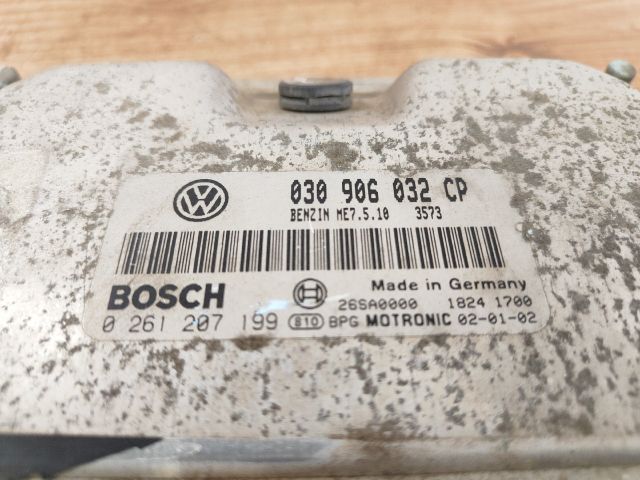 030 906 032 CP
BENZIN ME7.5.10 3573
Made in Germany
BOSCH 26SA0000 1824 1700
0 261 207 199 810 BPG MOTRONIC 02-01-02